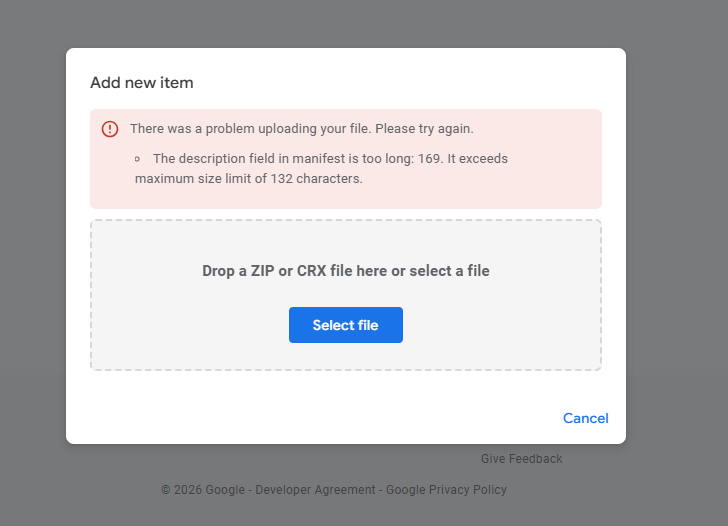 Add new item
There was a problem uploading your file. Please try again.
The description field in manifest is too long: 169. It exceeds
maximum size limit of 132 characters.
Drop a ZIP or CRX file here or select a file
Select file
Cancel
Give Feedback
© 2026 Google - Developer Agreement - Google Privacy Policy